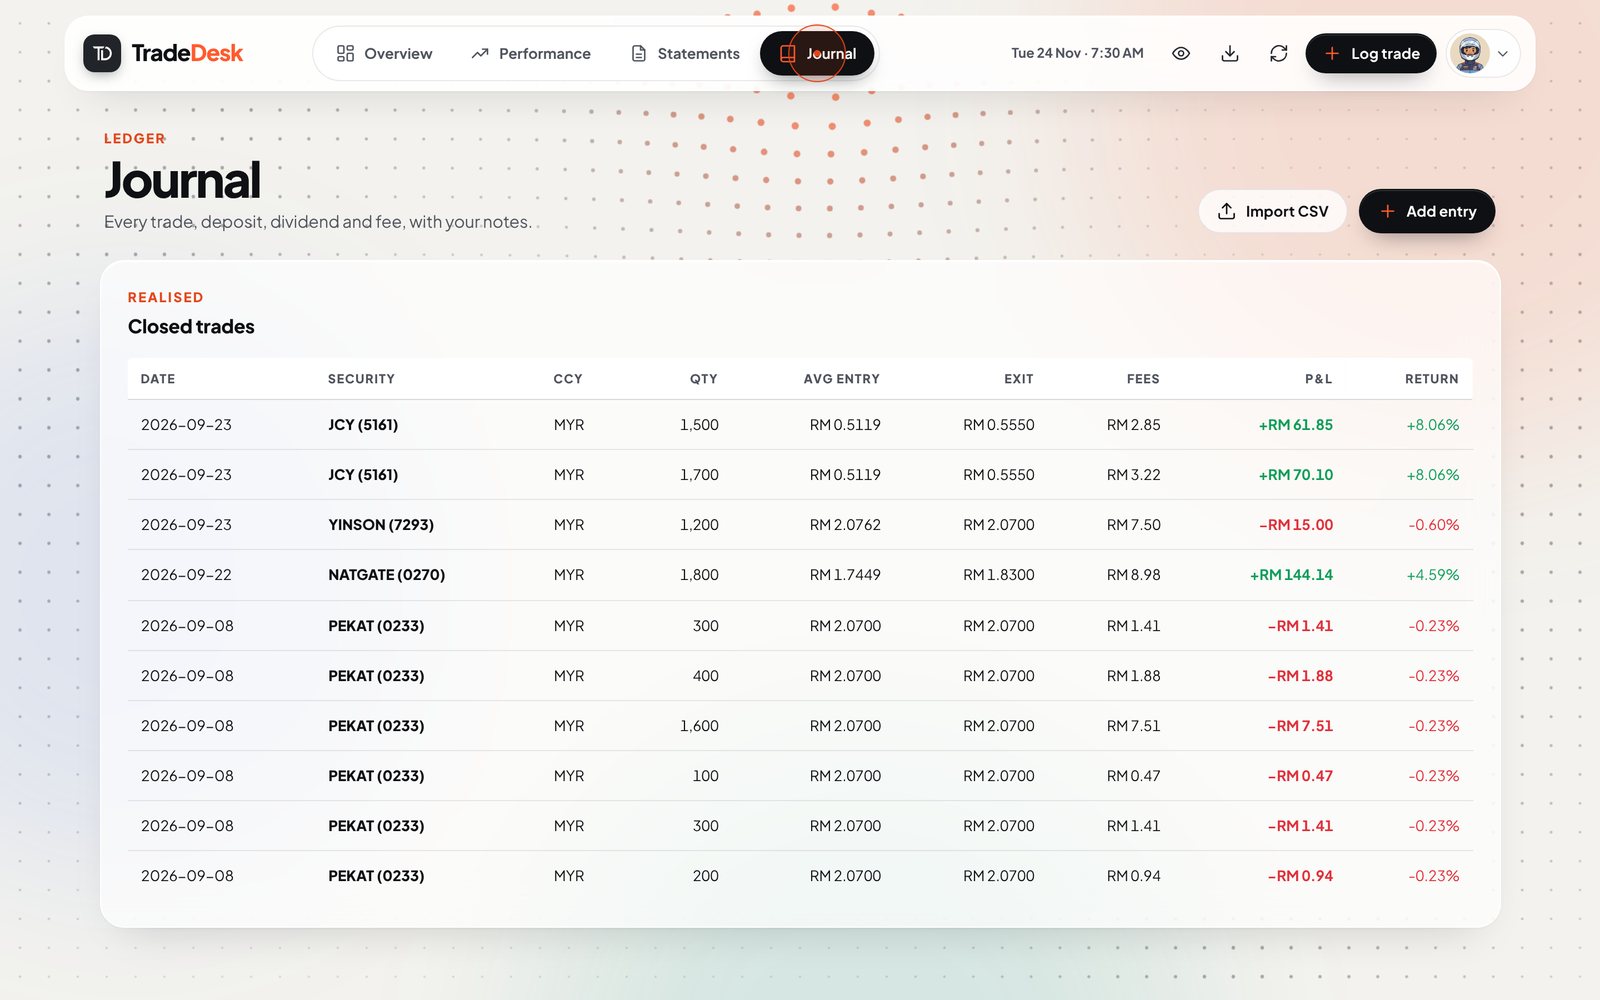 TD TradeDesk Overview Performance Statements Journal Tue 24 Nov · 7:30 AM Log trade
LEDGER
Journal
Every trade, deposit, dividend and fee, with your notes.
Import CSV Add entry
REALISED
Closed trades
DATE SECURITY CCY QTY AVG ENTRY EXIT FEES P&L RETURN
2026-09-23 JCY (5161) MYR 1,500 RM 0.5119 RM 0.5550 RM 2.85 +RM 61.85 +8.06%
2026-09-23 JCY (5161) MYR 1,700 RM 0.5119 RM 0.5550 RM 3.22 +RM 70.10 +8.06%
2026-09-23 YINSON (7293) MYR 1,200 RM 2.0762 RM 2.0700 RM 7.50 -RM 15.00 -0.60%
2026-09-22 NATGATE (0270) MYR 1,800 RM 1.7449 RM 1.8300 RM 8.98 +RM 144.14 +4.59%
2026-09-08 PEKAT (0233) MYR 300 RM 2.0700 RM 2.0700 RM 1.41 -RM 1.41 -0.23%
2026-09-08 PEKAT (0233) MYR 400 RM 2.0700 RM 2.0700 RM 1.88 -RM 1.88 -0.23%
2026-09-08 PEKAT (0233) MYR 1,600 RM 2.0700 RM 2.0700 RM 7.51 -RM 7.51 -0.23%
2026-09-08 PEKAT (0233) MYR 100 RM 2.0700 RM 2.0700 RM 0.47 -RM 0.47 -0.23%
2026-09-08 PEKAT (0233) MYR 300 RM 2.0700 RM 2.0700 RM 1.41 -RM 1.41 -0.23%
2026-09-08 PEKAT (0233) MYR 200 RM 2.0700 RM 2.0700 RM 0.94 -RM 0.94 -0.23%